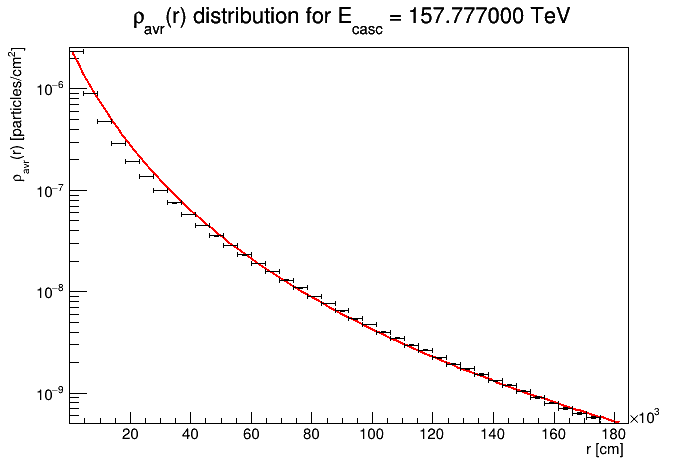 ρavr(r) distribution for Ecasc = 157.777000 TeV
ρavr(r) [particles/cm²]
10⁻⁶
10⁻⁷
10⁻⁸
10⁻⁹
20 40 60 80 100 120 140 160 180
×10³
r [cm]